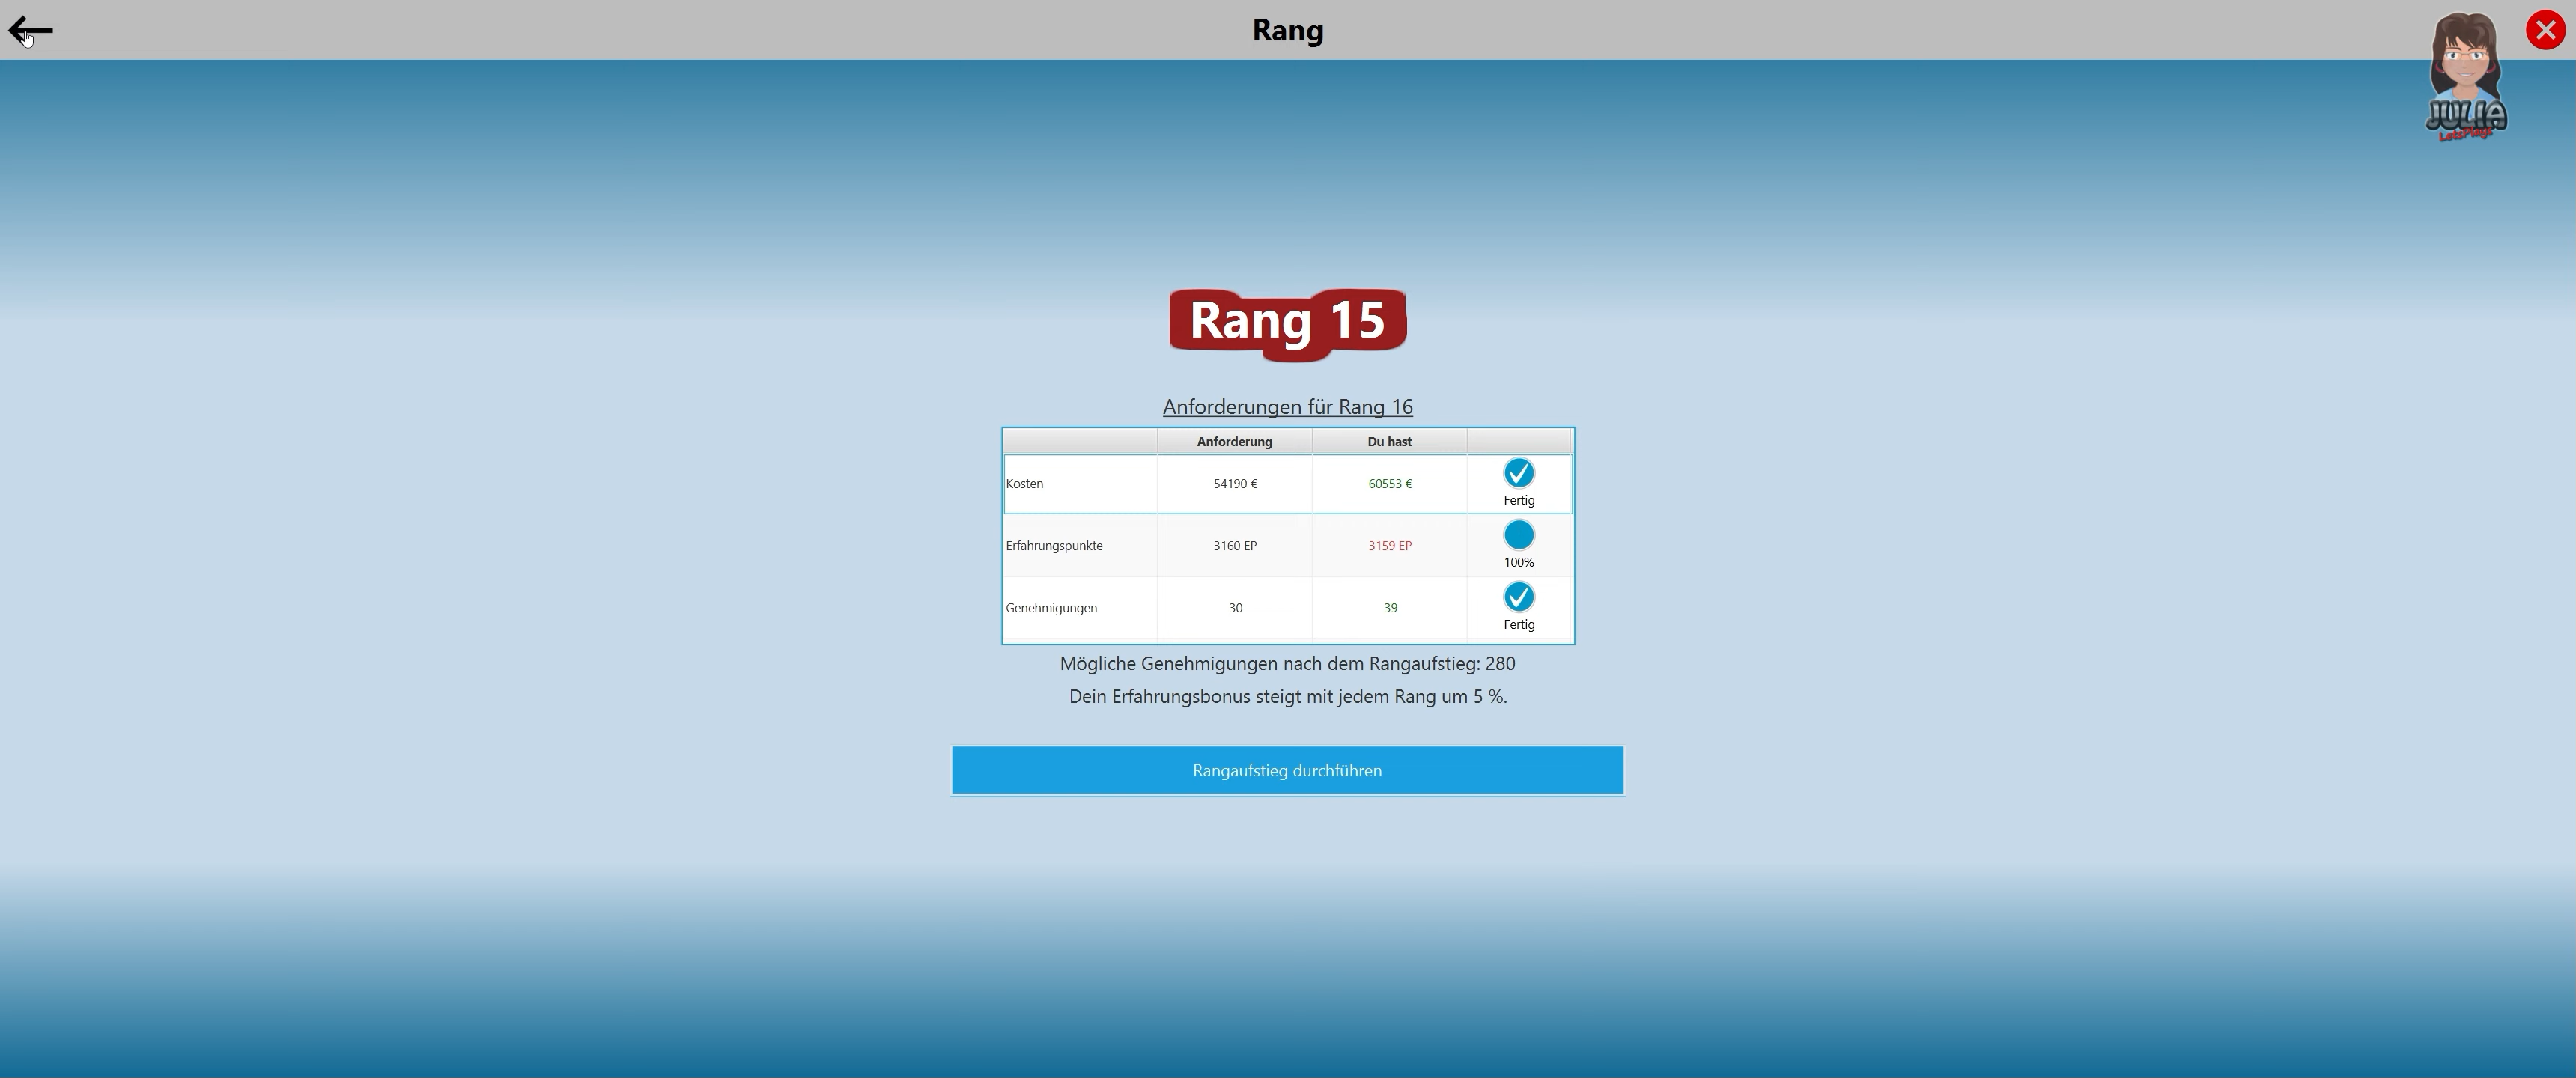 Rang
JULIA
LetsPlays
Rang 15
Anforderungen für Rang 16
Anforderung Du hast
Kosten 54190 € 60553 € Fertig
Erfahrungspunkte 3160 EP 3159 EP 100%
Genehmigungen 30 39 Fertig
Mögliche Genehmigungen nach dem Rangaufstieg: 280
Dein Erfahrungsbonus steigt mit jedem Rang um 5 %.
Rangaufstieg durchführen